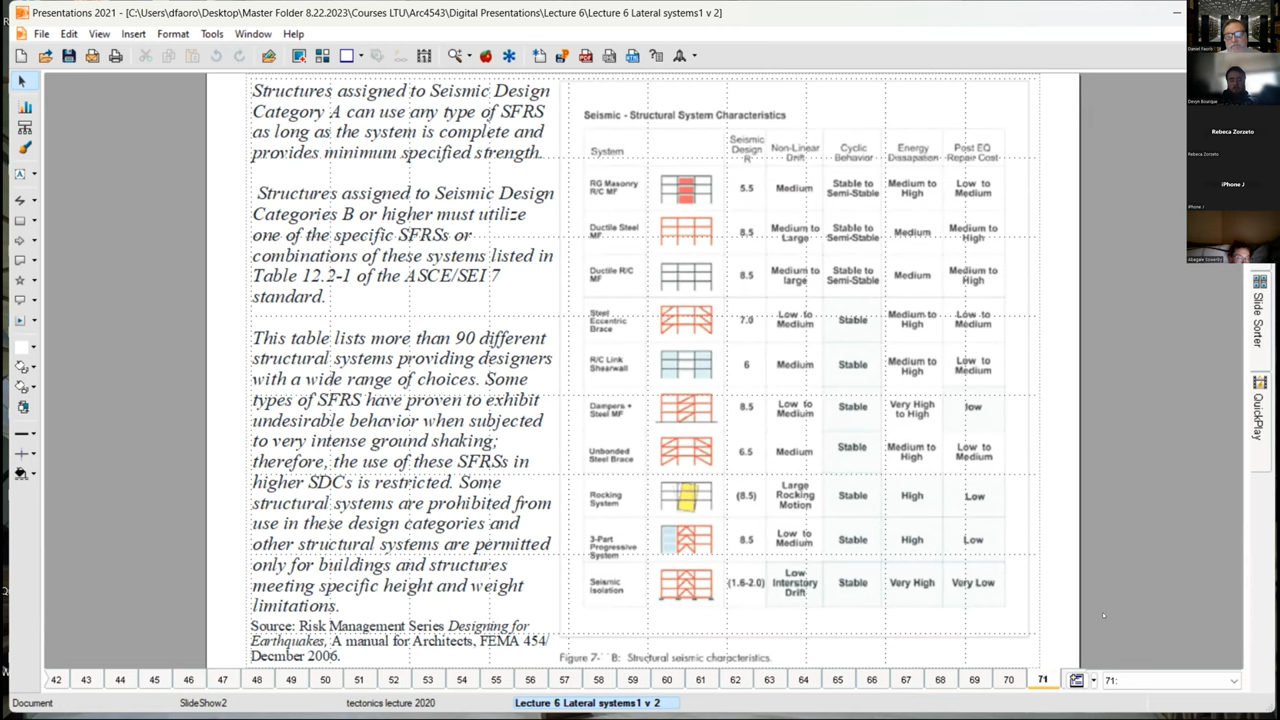 Presentations 2021 - [C:\Users\dfaoro\Desktop\Master Folder 8.22.2023\Courses LTU\Arc4543\Digital Presentations\Lecture 6\Lecture 6 Lateral systems1 v 2]
File Edit View Insert Format Tools Window Help
Structures assigned to Seismic Design
Category A can use any type of SFRS
as long as the system is complete and
provides minimum specified strength.
Structures assigned to Seismic Design
Categories B or higher must utilize
one of the specific SFRSs or
combinations of these systems listed in
Table 12.2-1 of the ASCE/SEI
standard.
This table lists more than 90 different
structural systems providing designers
with a wide range of choices. Some
types of SFRS have proven to exhibit
undesirable behavior when subjected
to very intense ground shaking;
therefore, the use of these SFRSs in
higher SDCs is restricted. Some
structural systems are prohibited from
use in these design categories and
other structural systems are permitted
only for buildings and structures
meeting specific height and weight
limitations.
Source: Risk Management Series Designing for
Earthquakes, A manual for Architects, FEMA 454/
Decmber 2006.
Seismic - Structural System Characteristics
System
Seismic Design R
Non-Linear Drift
Cyclic Behavior
Energy Dissapation
Post EQ Repair Cost
RG Masonry R/C MF 5.5 Medium Stable to Semi-Stable Medium to High Low to Medium
Ductile Steel MF 8.5 Medium to Large Stable to Semi-Stable Medium Medium to High
Ductile R/C MF 8.5 Medium to large Stable to Semi-Stable Medium Medium to High
Steel Eccentric Brace 7.0 Low to Medium Stable Medium to High Low to Medium
R/C Link Shearwall 6 Medium Stable Medium to High Low to Medium
Dampers + Steel MF 8.5 Low to Medium Stable Very High to High low
Unbonded Steel Brace 6.5 Medium Stable Medium to High Low to Medium
Rocking System (8.5) Large Rocking Motion Stable High Low
3-Part Progressive System 8.5 Low to Medium Stable High Low
Seismic Isolation (1.6-2.0) Low Interstory Drift Stable Very High Very Low
B: Structural seismic characteristics.
Daniel Faoro
Devyn Bourque
Rebeca Zorzeto
Rebeca Zorzeto
iPhone J
iPhone J
Slide Sorter
QuickPlay
42 43 44 45 46 47 48 49 50 51 52 53 54 55 56 57 58 59 60 61 62 63 64 65 66 67 68 69 70 71
71:
Document SlideShow2 tectonics lecture 2020 Lecture 6 Lateral systems1 v 2